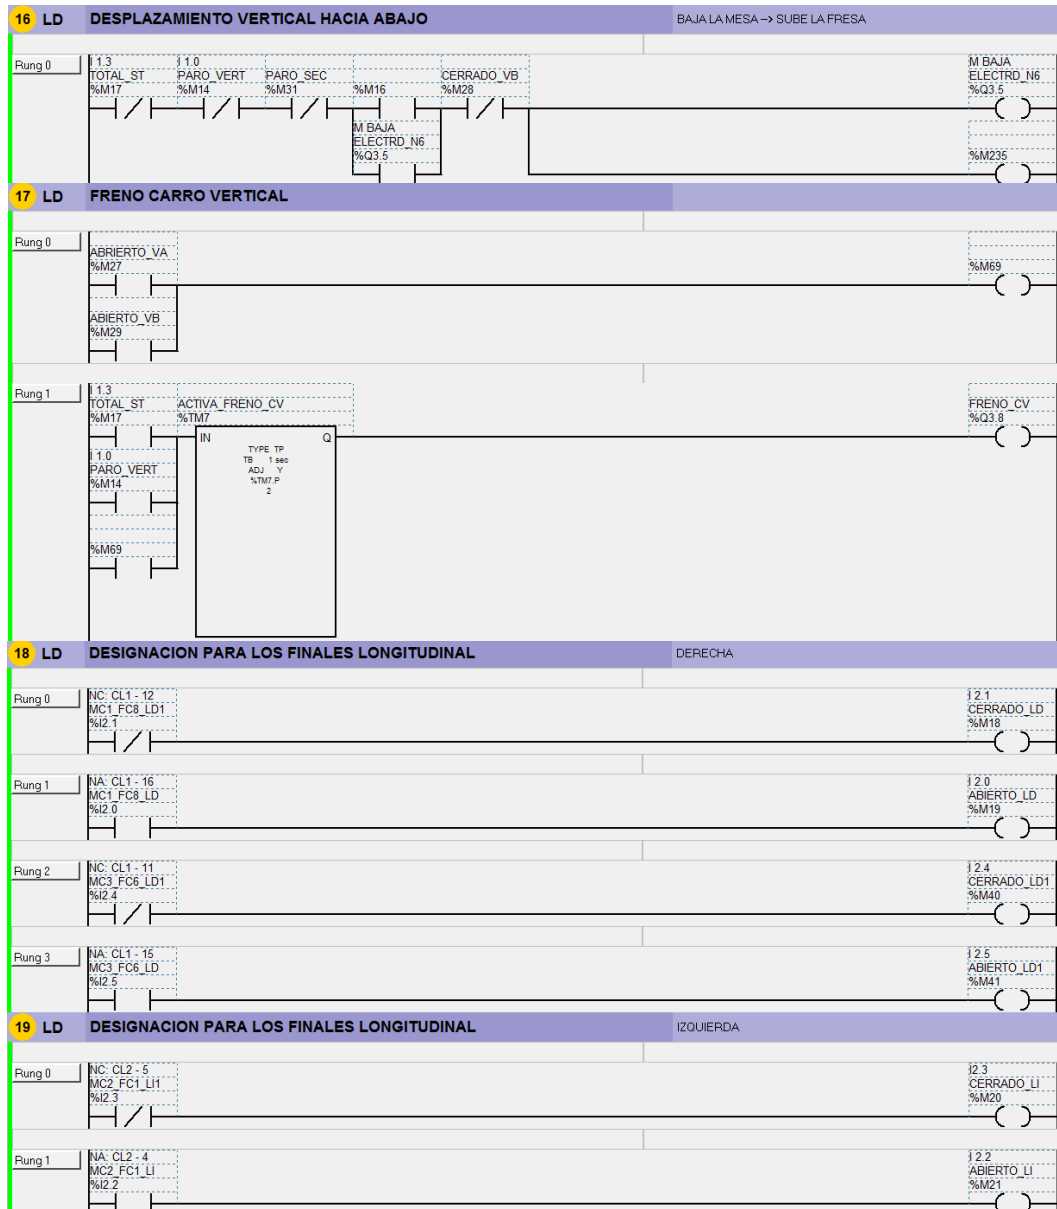 16 LD DESPLAZAMIENTO VERTICAL HACIA ABAJO BAJA LA MESA --> SUBE LA FRESA
Rung 0
I 1.3 I 1.0 M BAJA
TOTAL_ST PARO_VERT PARO_SEC CERRADO_VB ELECTRD_N6
%M17 %M14 %M31 %M16 %M28 %Q3.5
M BAJA
ELECTRD_N6
%Q3.5 %M235
17 LD FRENO CARRO VERTICAL
Rung 0
ABRIERTO_VA
%M27 %M69
ABIERTO_VB
%M29
Rung 1
I 1.3
TOTAL_ST ACTIVA_FRENO_CV FRENO_CV
%M17 %TM7 %Q3.8
IN Q
TYPE TP
TB 1 sec
ADJ Y
%TM7.P
2
I 1.0
PARO_VERT
%M14
%M69
18 LD DESIGNACION PARA LOS FINALES LONGITUDINAL DERECHA
Rung 0
NC: CL1 - 12 I 2.1
MC1_FC8_LD1 CERRADO_LD
%I2.1 %M18
Rung 1
NA: CL1 - 16 I 2.0
MC1_FC8_LD ABIERTO_LD
%I2.0 %M19
Rung 2
NC: CL1 - 11 I 2.4
MC3_FC6_LD1 CERRADO_LD1
%I2.4 %M40
Rung 3
NA: CL1 - 15 I 2.5
MC3_FC6_LD ABIERTO_LD1
%I2.5 %M41
19 LD DESIGNACION PARA LOS FINALES LONGITUDINAL IZQUIERDA
Rung 0
NC: CL2 - 5 I2.3
MC2_FC1_LI1 CERRADO_LI
%I2.3 %M20
Rung 1
NA: CL2 - 4 I 2.2
MC2_FC1_LI ABIERTO_LI
%I2.2 %M21